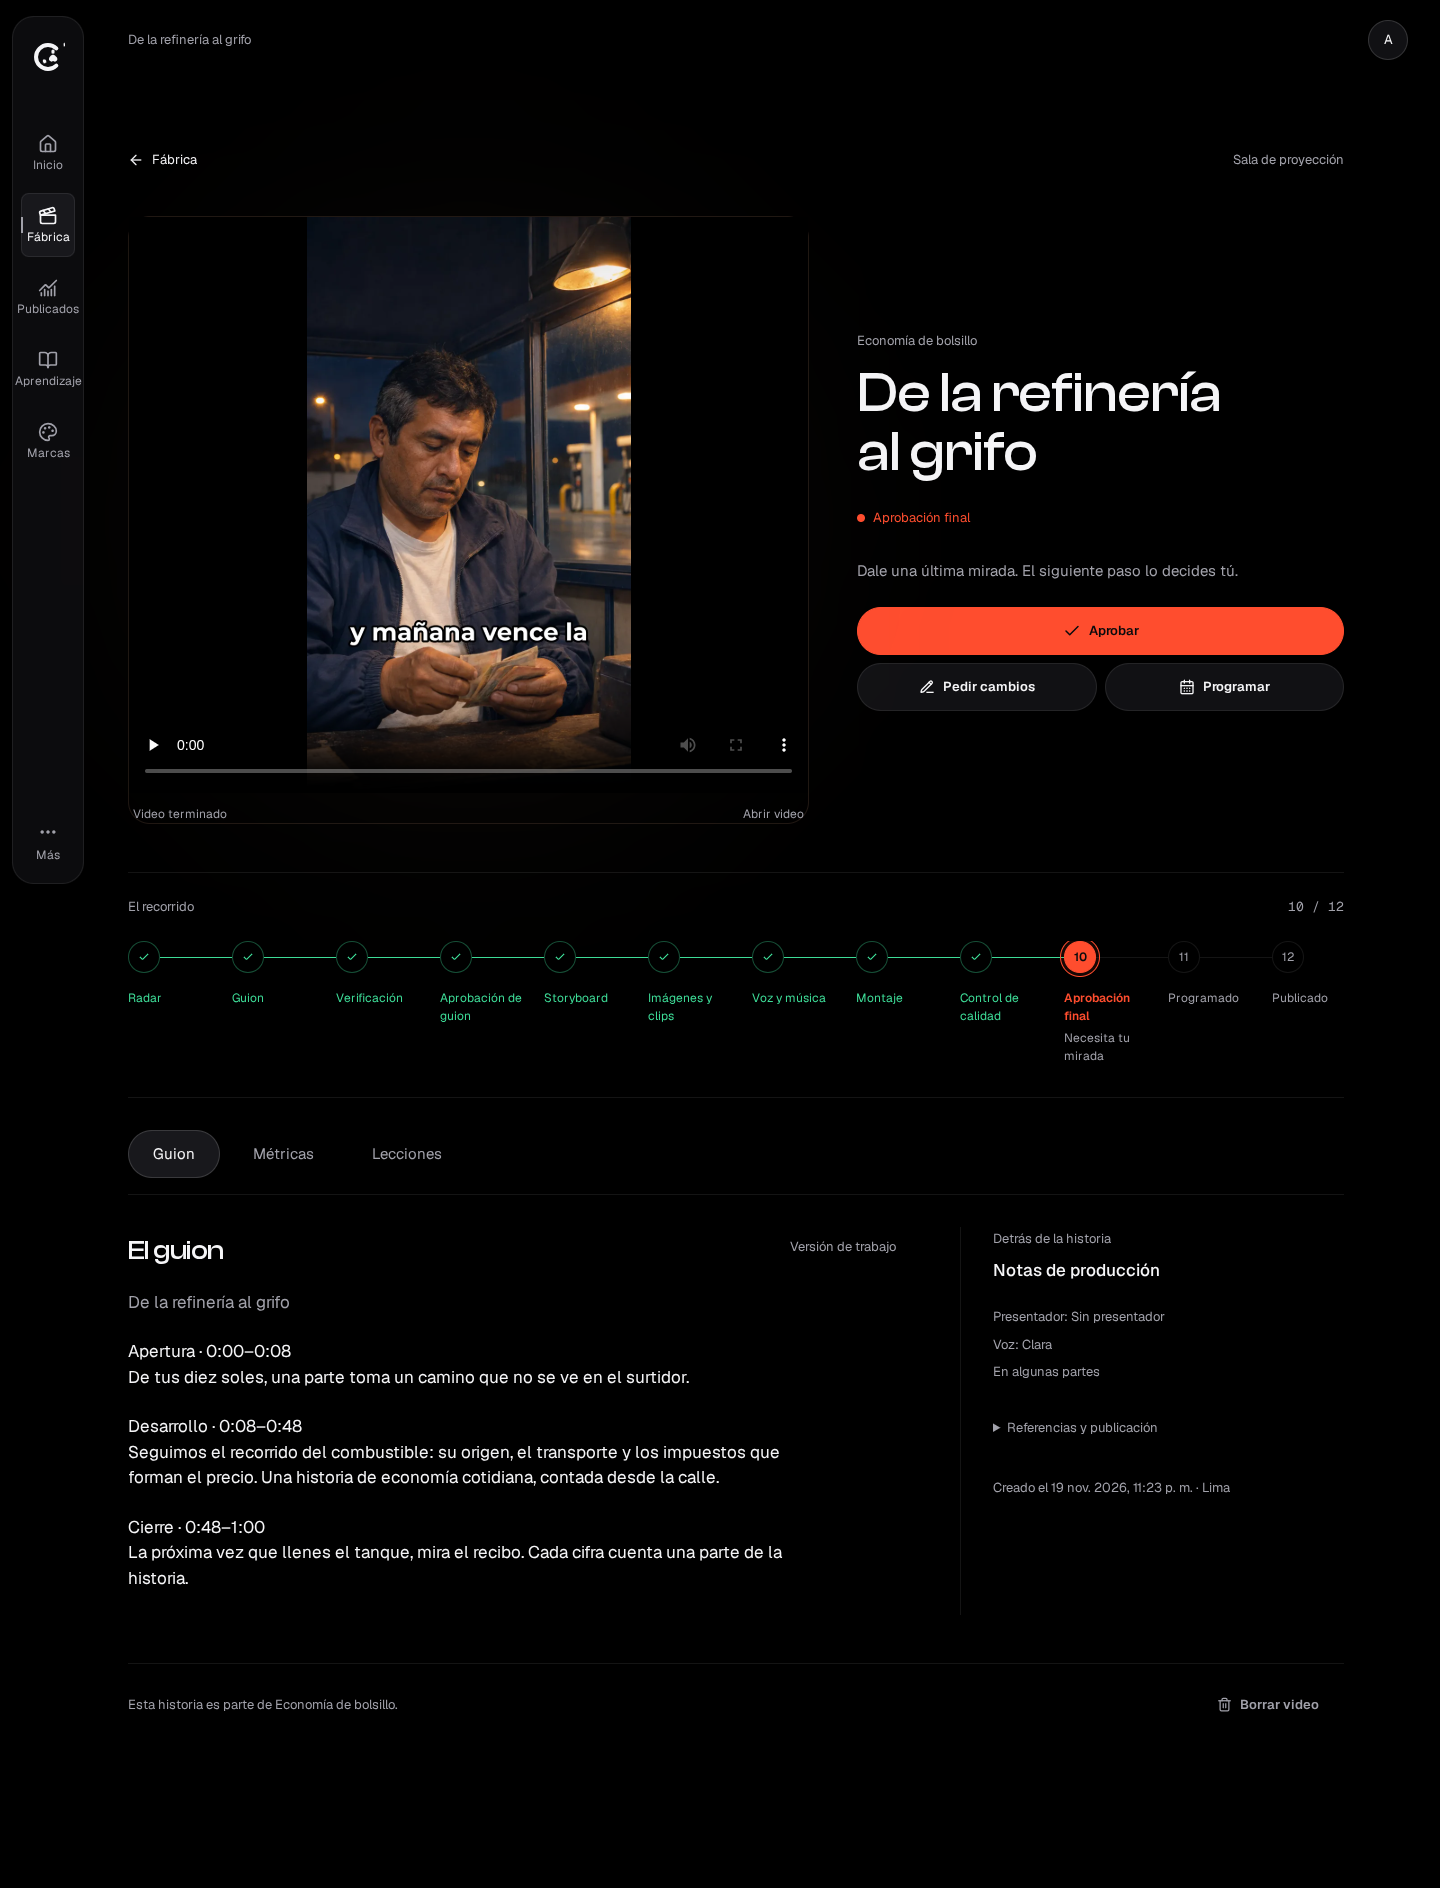 De la refinería al grifo
A
Inicio
Fábrica
Publicados
Aprendizaje
Marcas
Más
Fábrica
Sala de proyección
y mañana vence la
0:00
Video terminado
Abrir video
Economía de bolsillo
De la refinería
al grifo
Aprobación final
Dale una última mirada. El siguiente paso lo decides tú.
Aprobar
Pedir cambios
Programar
El recorrido
10 / 12
Radar
Guion
Verificación
Aprobación de
guion
Storyboard
Imágenes y
clips
Voz y música
Montaje
Control de
calidad
10
Aprobación
final
Necesita tu
mirada
11
Programado
12
Publicado
Guion
Métricas
Lecciones
El guion
Versión de trabajo
De la refinería al grifo
Apertura · 0:00–0:08
De tus diez soles, una parte toma un camino que no se ve en el surtidor.
Desarrollo · 0:08–0:48
Seguimos el recorrido del combustible: su origen, el transporte y los impuestos que
forman el precio. Una historia de economía cotidiana, contada desde la calle.
Cierre · 0:48–1:00
La próxima vez que llenes el tanque, mira el recibo. Cada cifra cuenta una parte de la
historia.
Detrás de la historia
Notas de producción
Presentador: Sin presentador
Voz: Clara
En algunas partes
Referencias y publicación
Creado el 19 nov. 2026, 11:23 p. m. · Lima
Esta historia es parte de Economía de bolsillo.
Borrar video